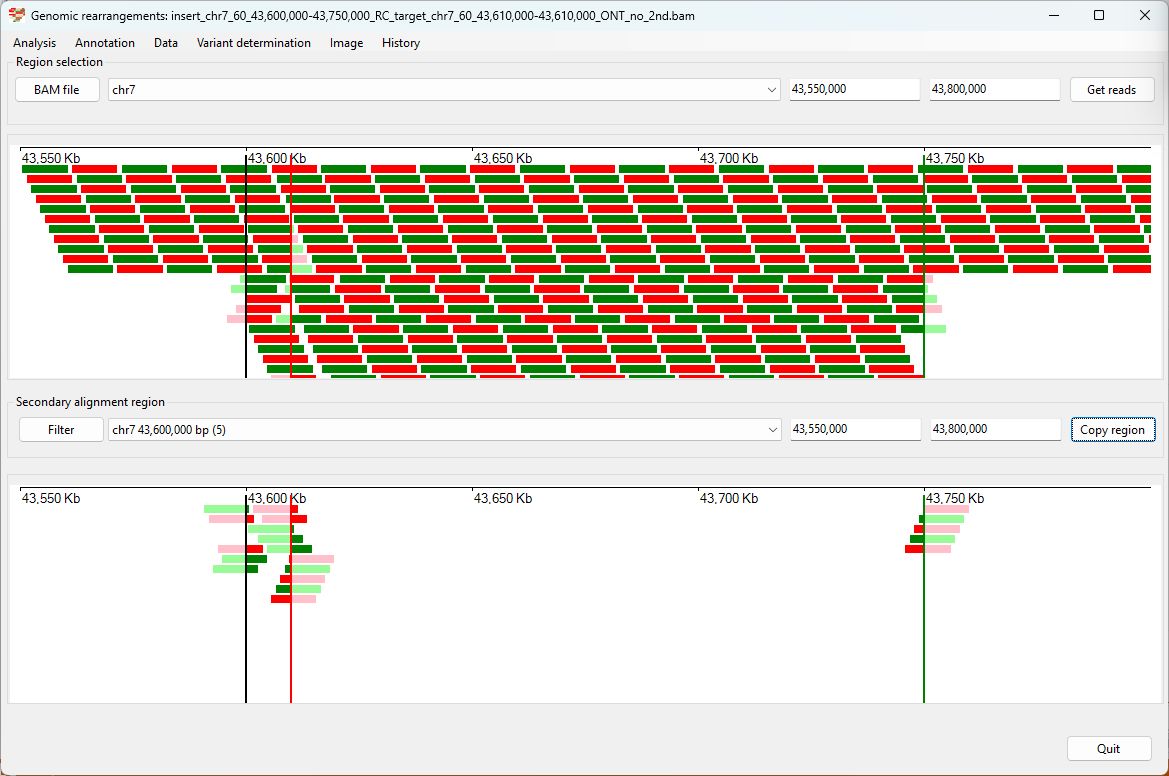 Genomic rearrangements: insert_chr7_60_43,600,000-43,750,000_RC_target_chr7_60_43,610,000-43,610,000_ONT_no_2nd.bam
Analysis Annotation Data Variant determination Image History
Region selection
BAM file chr7 43,550,000 43,800,000 Get reads
43,550 Kb 43,600 Kb 43,650 Kb 43,700 Kb 43,750 Kb
Secondary alignment region
Filter chr7 43,600,000 bp (5) 43,550,000 43,800,000 Copy region
43,550 Kb 43,600 Kb 43,650 Kb 43,700 Kb 43,750 Kb
Quit